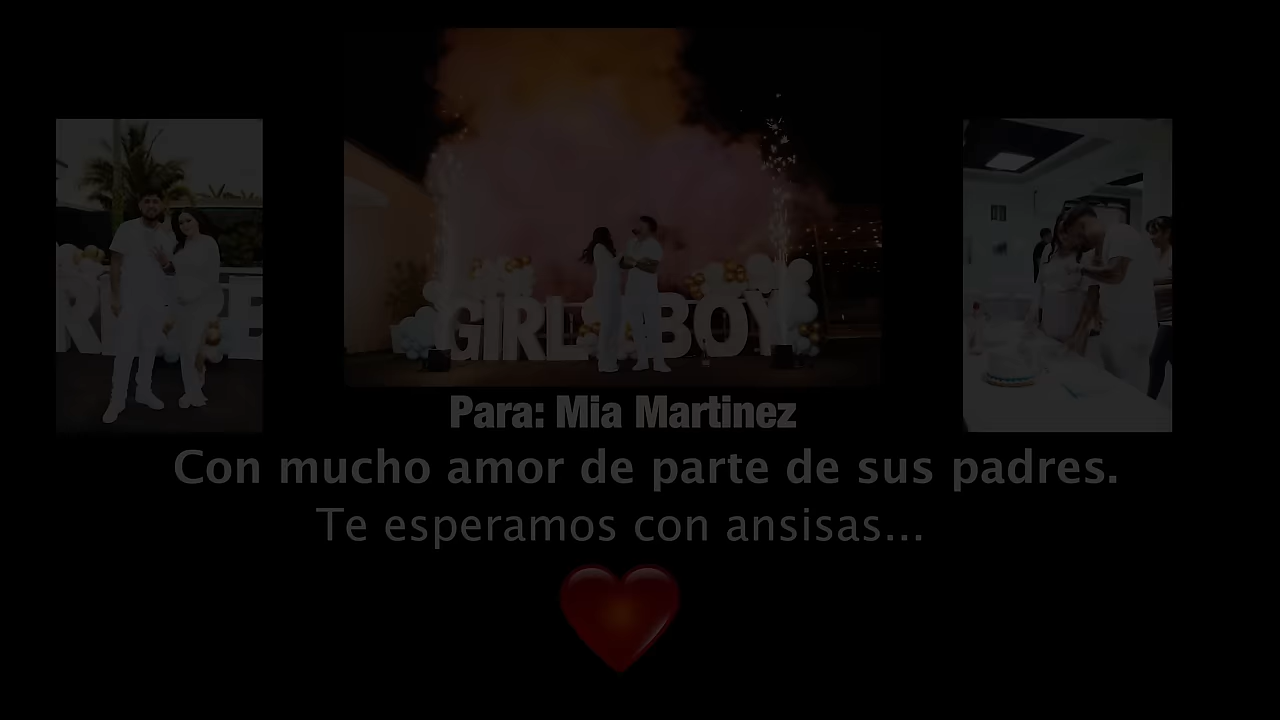 GIRL BOY
Para: Mia Martinez
Con mucho amor de parte de sus padres.
Te esperamos con ansisas...